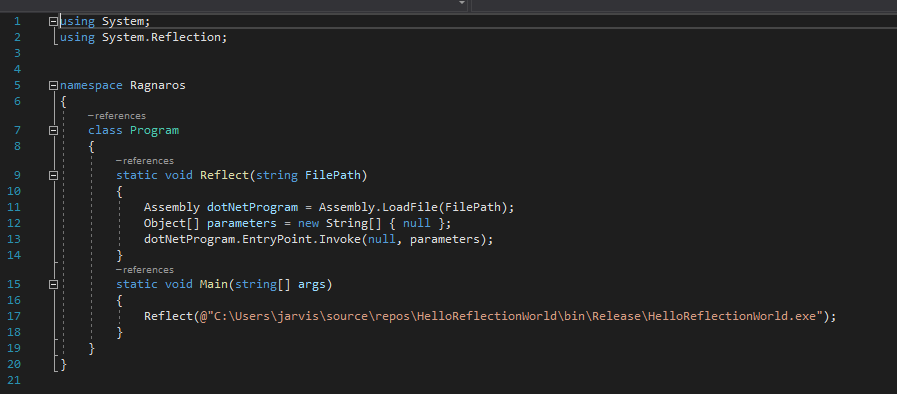 1 using System;
2 using System.Reflection;
3
4
5 namespace Ragnaros
6 {
–references
7 class Program
8 {
–references
9 static void Reflect(string FilePath)
10 {
11 Assembly dotNetProgram = Assembly.LoadFile(FilePath);
12 Object[] parameters = new String[] { null };
13 dotNetProgram.EntryPoint.Invoke(null, parameters);
14 }
–references
15 static void Main(string[] args)
16 {
17 Reflect(@"C:\Users\jarvis\source\repos\HelloReflectionWorld\bin\Release\HelloReflectionWorld.exe");
18 }
19 }
20 }
21